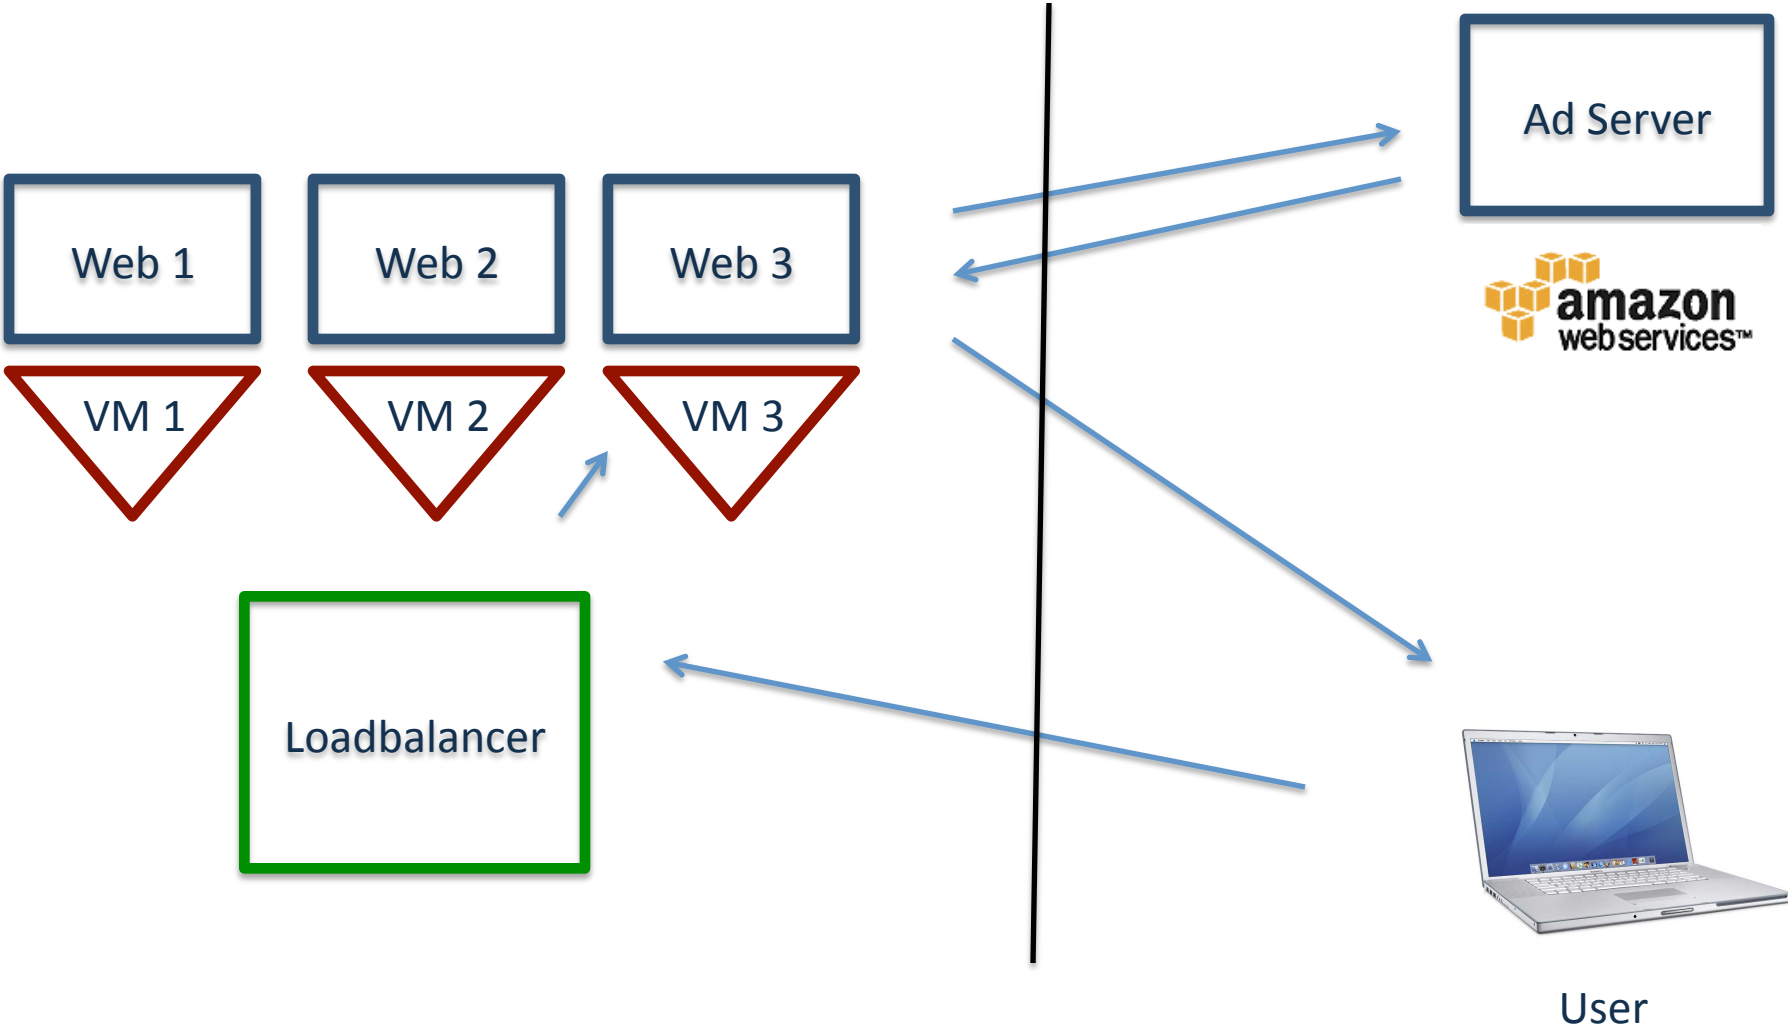 Ad Server
Web 1
Web 2
Web 3
amazon
webservices™
VM 1
VM 2
VM 3
Loadbalancer
User